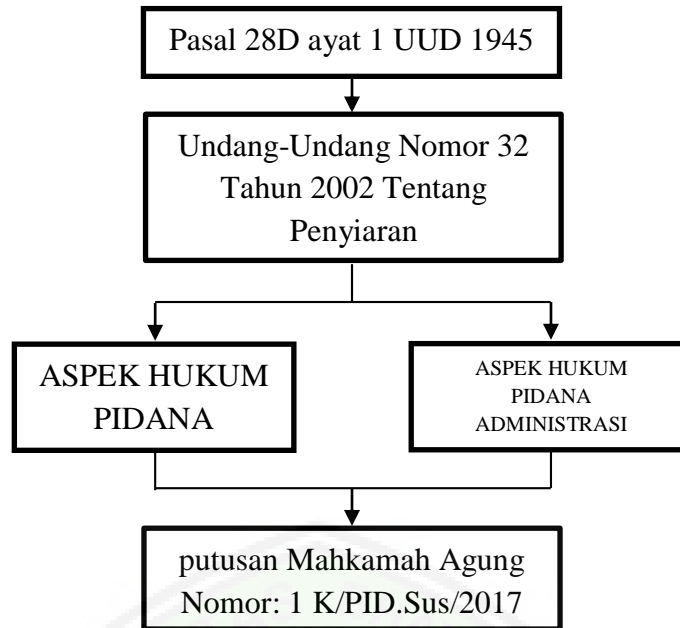 Pasal 28D ayat 1 UUD 1945
Undang-Undang Nomor 32
Tahun 2002 Tentang
Penyiaran
ASPEK HUKUM
PIDANA
ASPEK HUKUM
PIDANA
ADMINISTRASI
putusan Mahkamah Agung
Nomor: 1 K/PID.Sus/2017